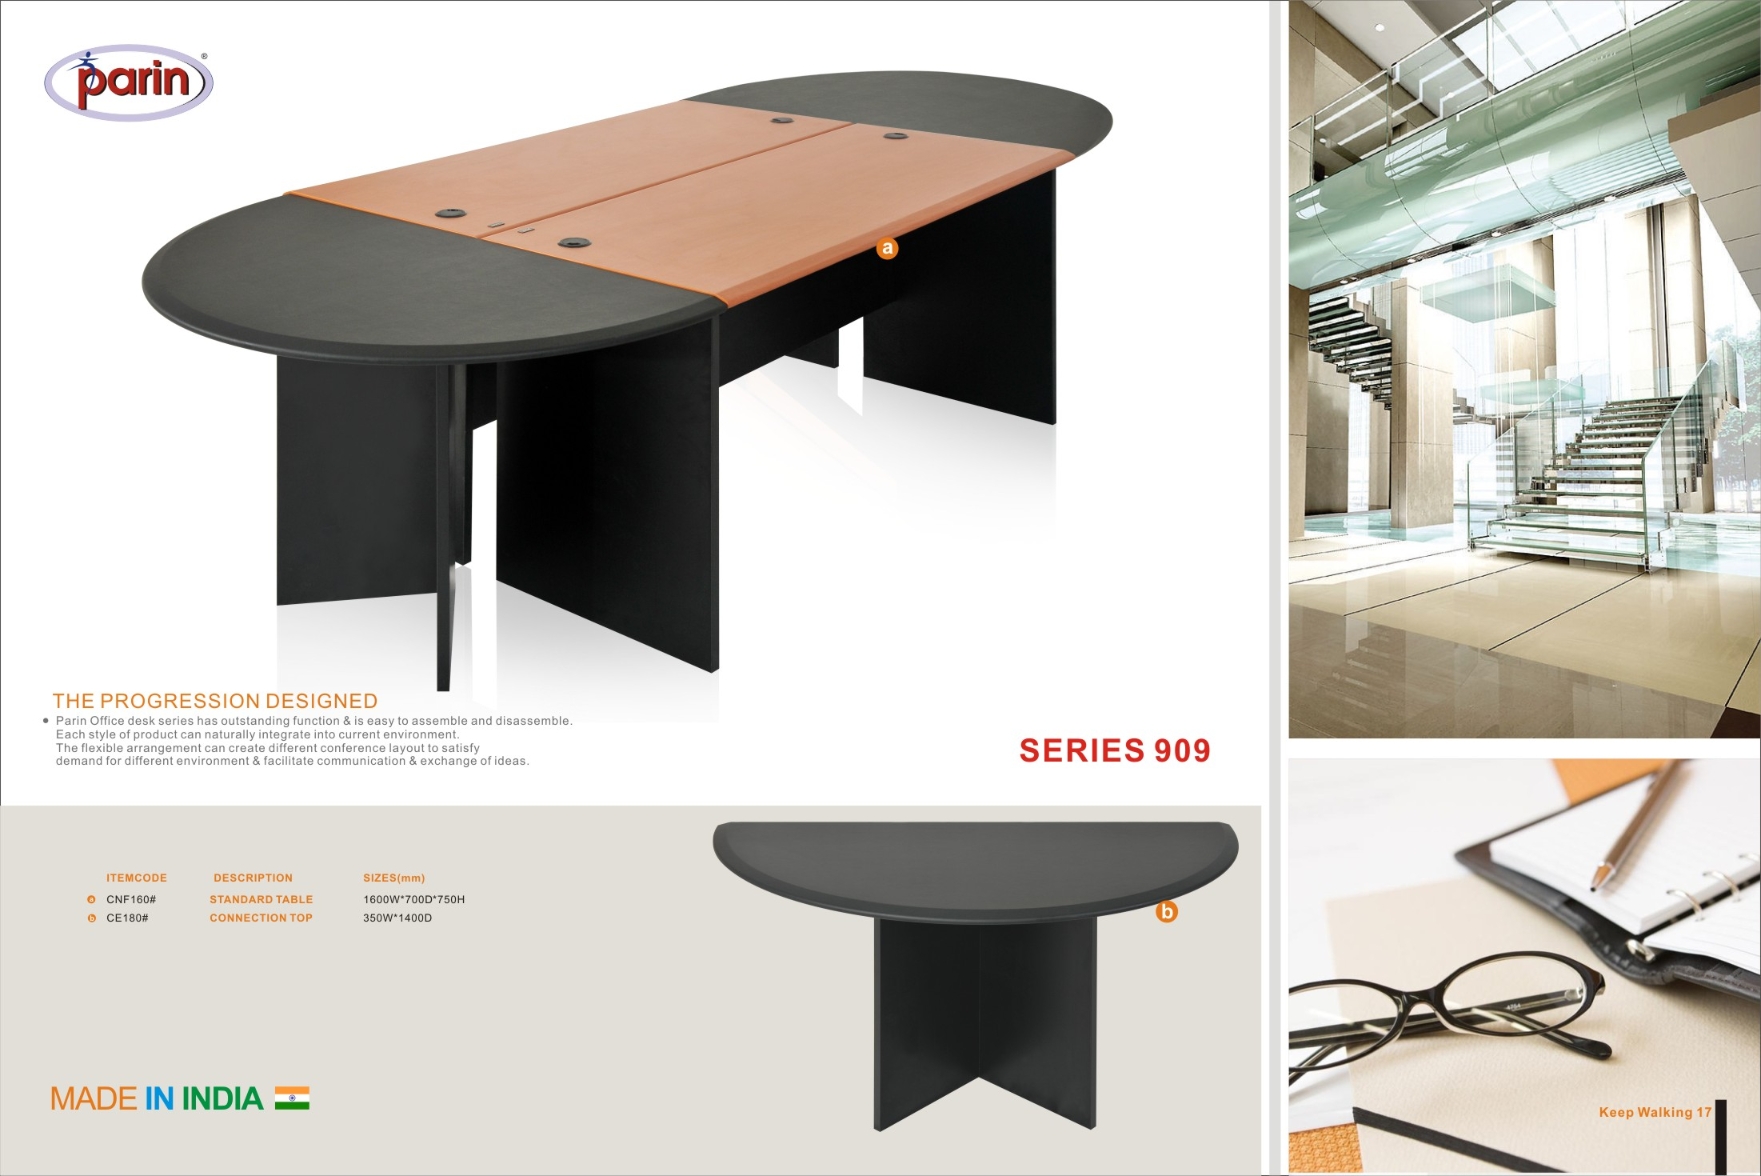 parin ®
a
THE PROGRESSION DESIGNED
• Parin Office desk series has outstanding function & is easy to assemble and disassemble.
Each style of product can naturally integrate into current environment.
The flexible arrangement can create different conference layout to satisfy
demand for different environment & facilitate communication & exchange of ideas.
SERIES 909
ITEMCODE DESCRIPTION SIZES(mm)
a CNF160# STANDARD TABLE 1600W*700D*750H
b CE180# CONNECTION TOP 350W*1400D
b
MADE IN INDIA
Keep Walking 17